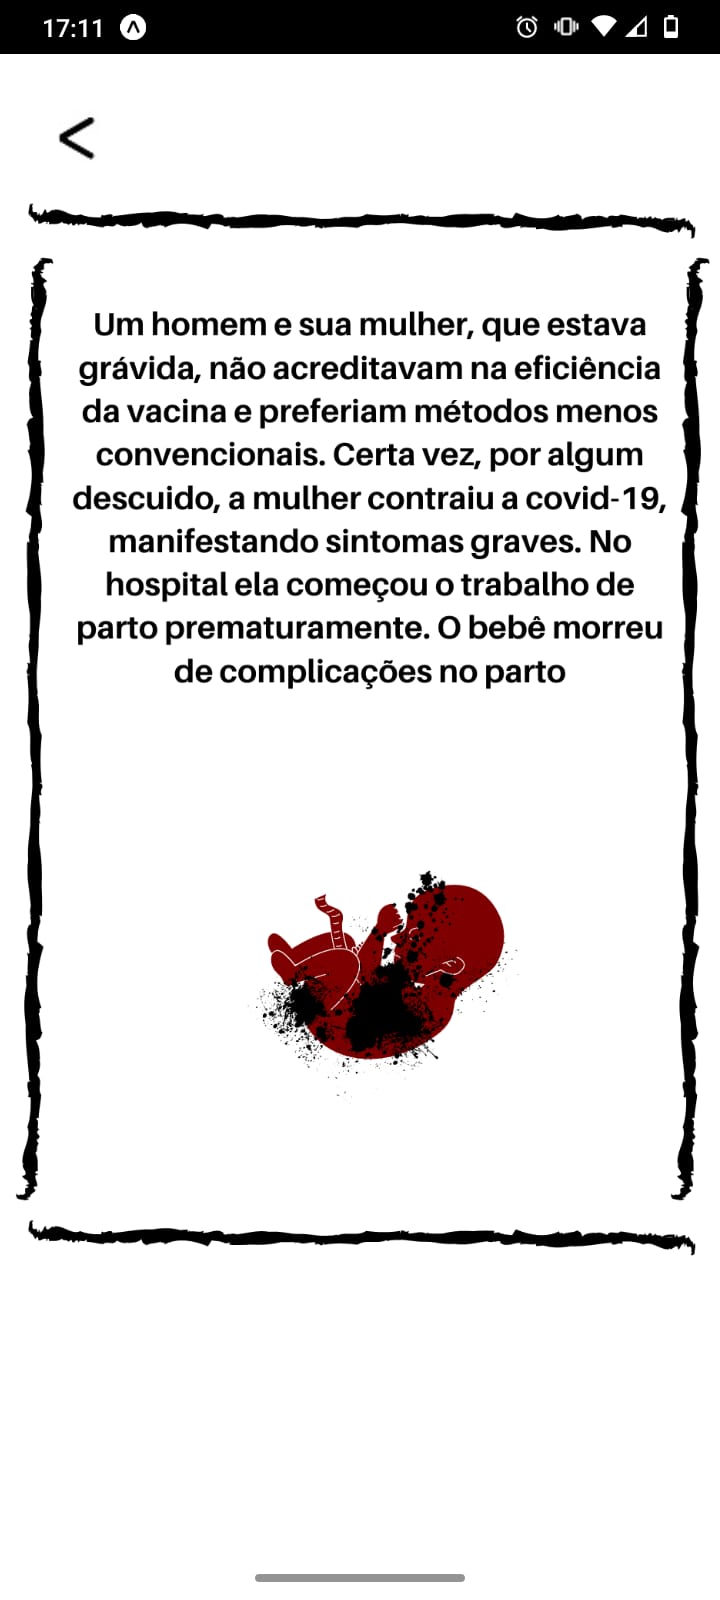 17:11
Um homem e sua mulher, que estava
grávida, não acreditavam na eficiência
da vacina e preferiam métodos menos
convencionais. Certa vez, por algum
descuido, a mulher contraiu a covid-19,
manifestando sintomas graves. No
hospital ela começou o trabalho de
parto prematuramente. O bebê morreu
de complicações no parto